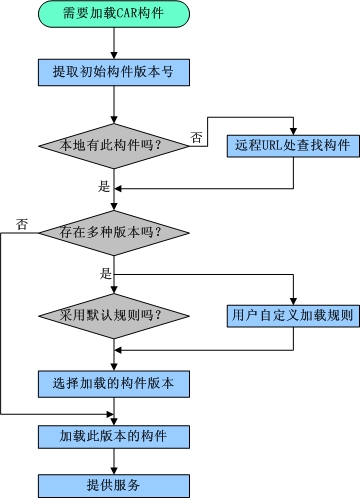 需要加载CAR构件
提取初始构件版本号
本地有此构件吗？
否
远程URL处查找构件
是
否
存在多种版本吗？
是
采用默认规则吗？
用户自定义加载规则
选择加载的构件版本
加载此版本的构件
提供服务